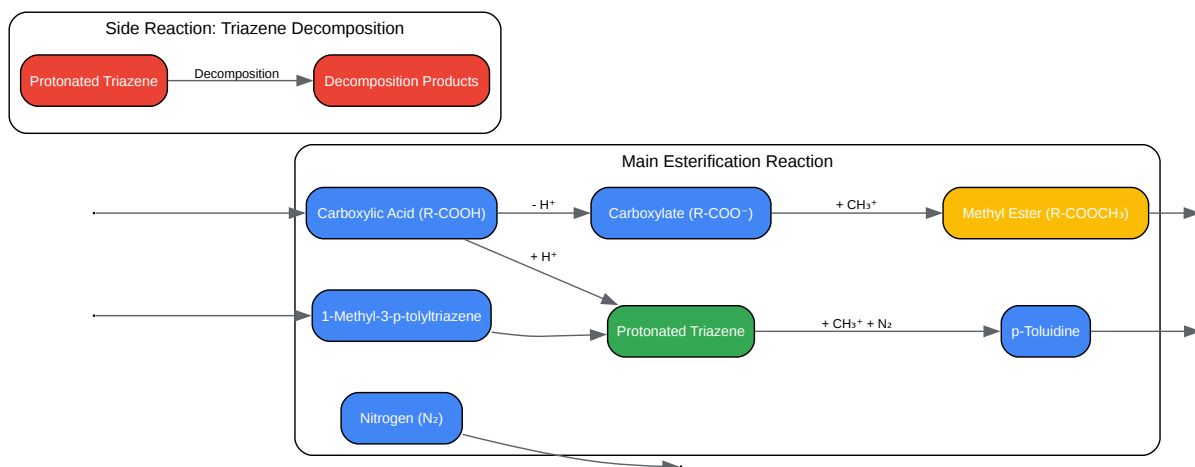 Side Reaction: Triazene Decomposition
Protonated Triazene
Decomposition
Decomposition Products
Main Esterification Reaction
Carboxylic Acid (R-COOH)
- H⁺
Carboxylate (R-COO⁻)
+ CH₃⁺
Methyl Ester (R-COOCH₃)
+ H⁺
1-Methyl-3-p-tolyltriazene
Protonated Triazene
+ CH₃⁺ + N₂
p-Toluidine
Nitrogen (N₂)